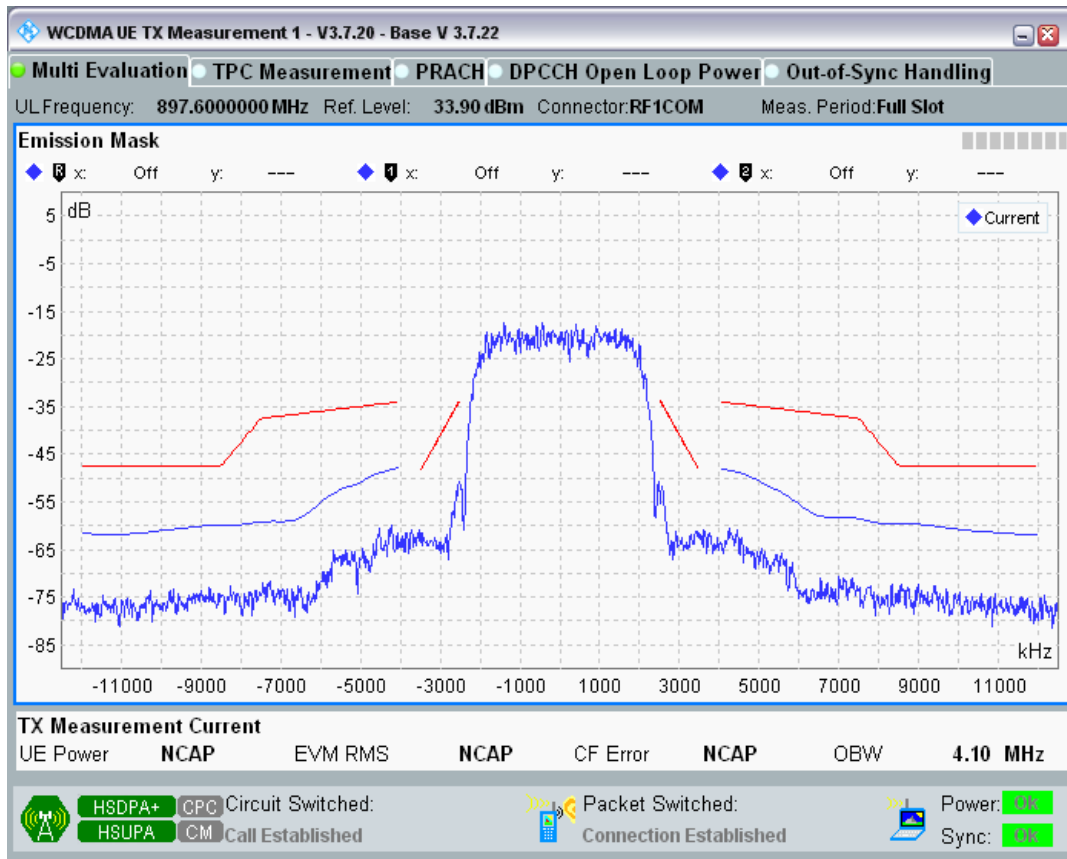 WCDMA UE TX Measurement 1 - V3.7.20 - Base V 3.7.22
Multi Evaluation TPC Measurement PRACH DPCCH Open Loop Power Out-of-Sync Handling
UL Frequency: 897.6000000 MHz Ref. Level: 33.90 dBm Connector: RF1COM Meas. Period: Full Slot
Emission Mask
R x: Off y: --- 1 x: Off y: --- 2 x: Off y: ---
dB
Current
5
-5
-15
-25
-35
-45
-55
-65
-75
-85
kHz
-11000 -9000 -7000 -5000 -3000 -1000 1000 3000 5000 7000 9000 11000
TX Measurement Current
UE Power NCAP EVM RMS NCAP CF Error NCAP OBW 4.10 MHz
HSDPA+ CPC Circuit Switched: Packet Switched: Power: Ok
HSUPA CM Call Established Connection Established Sync: Ok